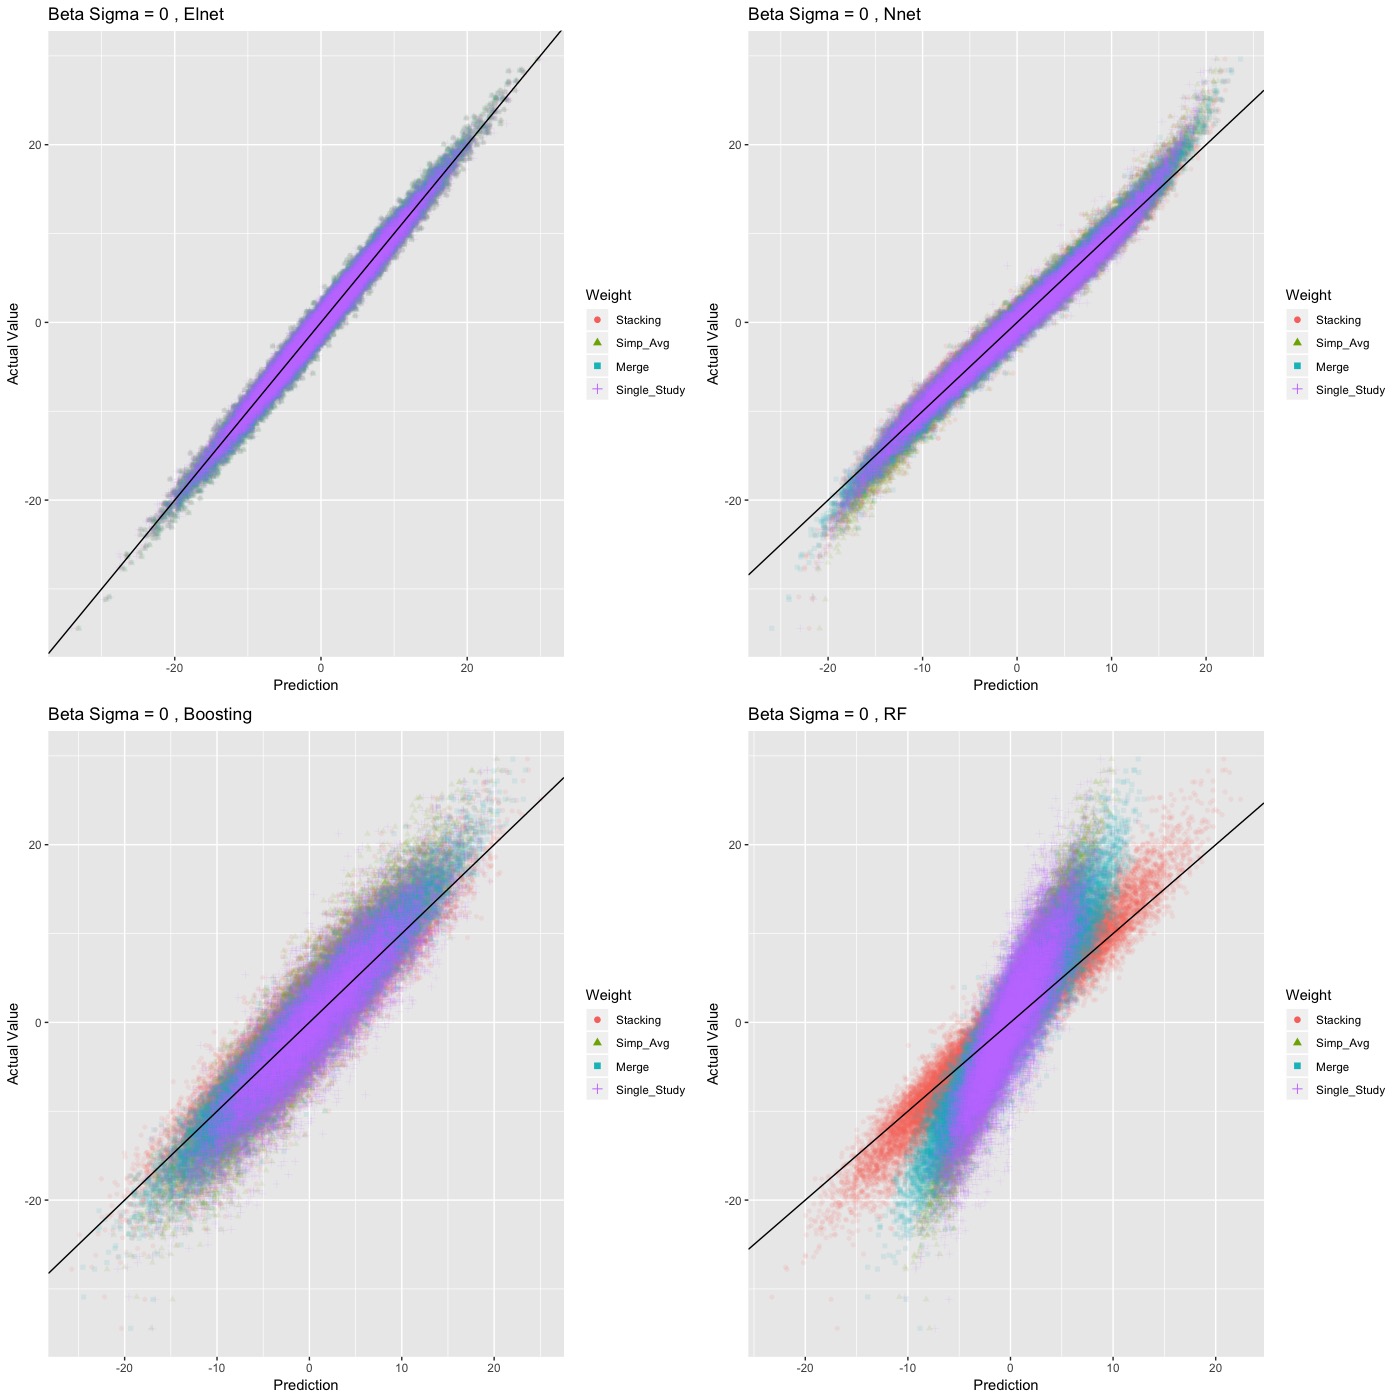 Beta Sigma = 0 , Elnet
Actual Value
20
0
-20
-20
0
20
Prediction
Weight
Stacking
Simp_Avg
Merge
Single_Study
Beta Sigma = 0 , Nnet
Actual Value
20
0
-20
-20
-10
0
10
20
Prediction
Weight
Stacking
Simp_Avg
Merge
Single_Study
Beta Sigma = 0 , Boosting
Actual Value
20
0
-20
-20
-10
0
10
20
Prediction
Weight
Stacking
Simp_Avg
Merge
Single_Study
Beta Sigma = 0 , RF
Actual Value
20
0
-20
-20
-10
0
10
20
Prediction
Weight
Stacking
Simp_Avg
Merge
Single_Study